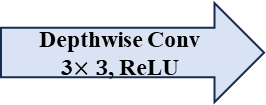 Depthwise Conv
3× 3, ReLU